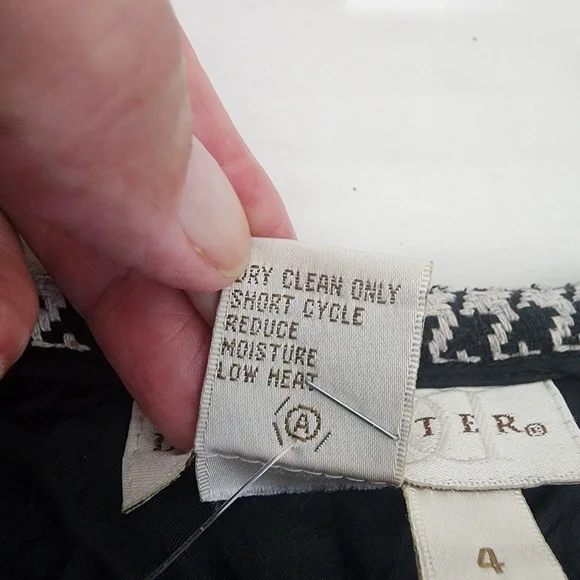 DRY CLEAN ONLY
SHORT CYCLE
REDUCE
MOISTURE
LOW HEAT
A
TER®
4